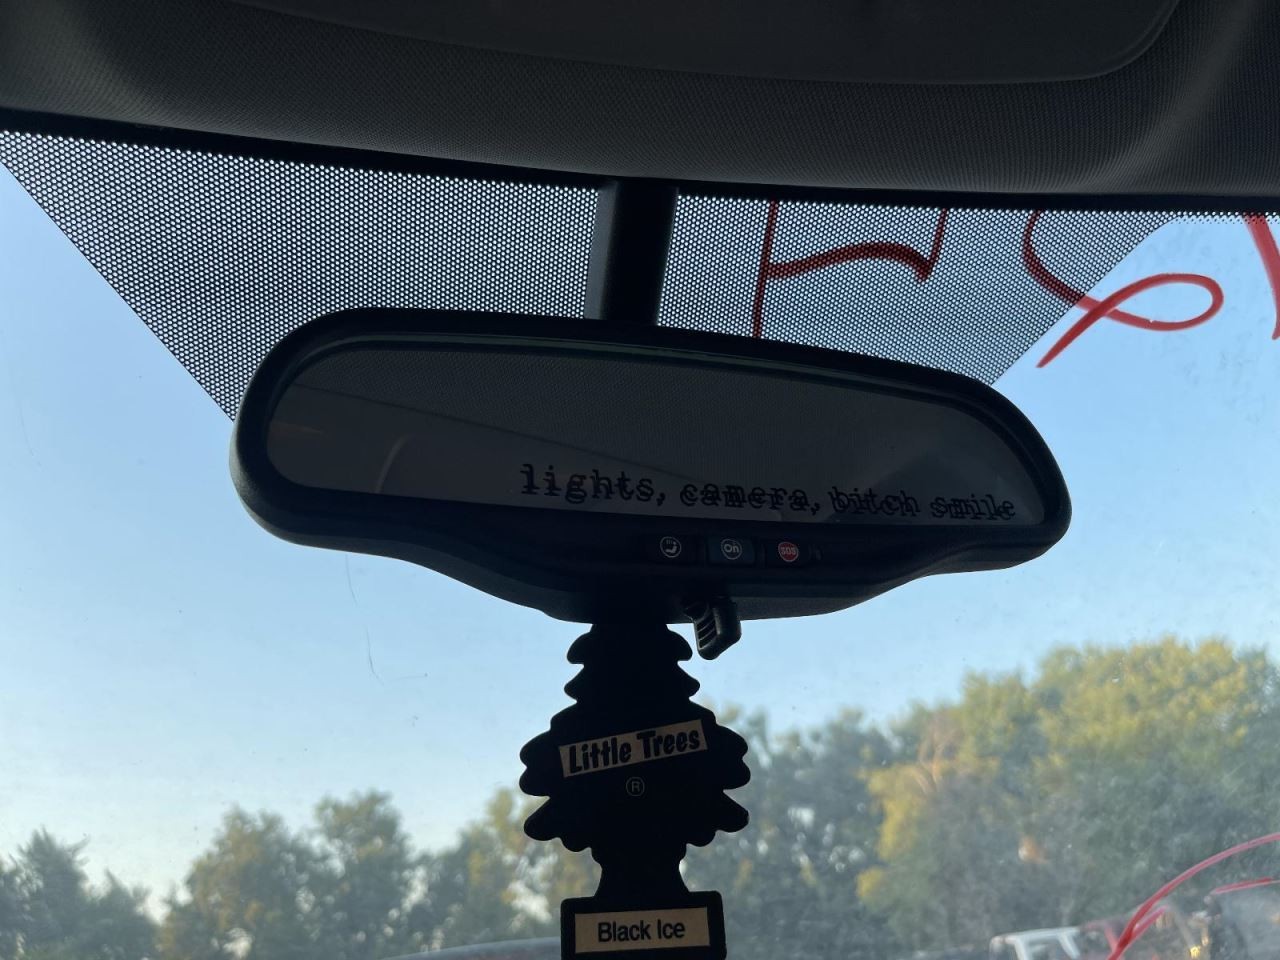 lights, camera, bitch smile
On
SOS
Little Trees
®
Black Ice